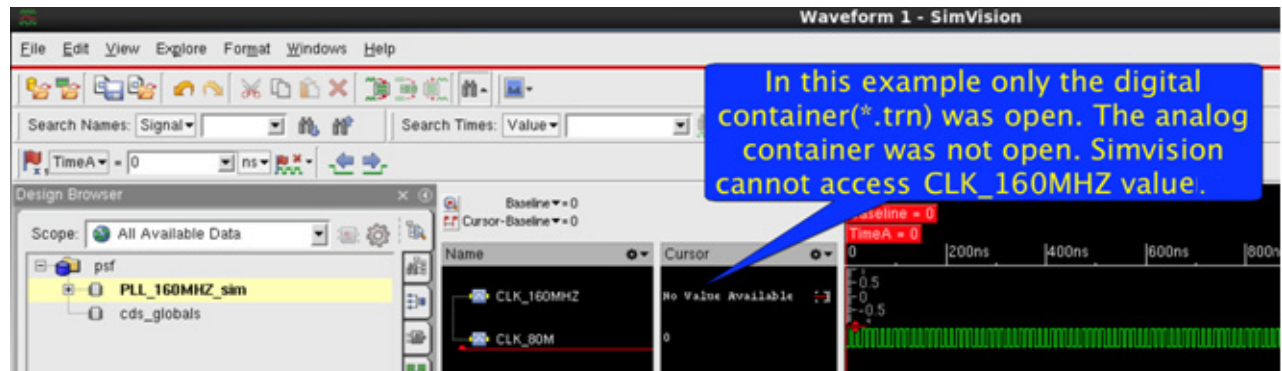 Waveform 1 - SimVision
File Edit View Explore Format Windows Help
In this example only the digital
container(*.trn) was open. The analog
container was not open. Simvision
cannot access CLK_160MHZ value.
Search Names: Signal
Search Times: Value
TimeA = 0 ns
Design Browser
Scope: All Available Data
psf
PLL_160MHZ_sim
cds_globals
Baseline = 0
Cursor-Baseline = 0
Name
Cursor
CLK_160MHZ
No Value Available
CLK_80M
0
Baseline = 0
TimeA = 0
0 200ns 400ns 600ns 800n
0.5
0
-0.5